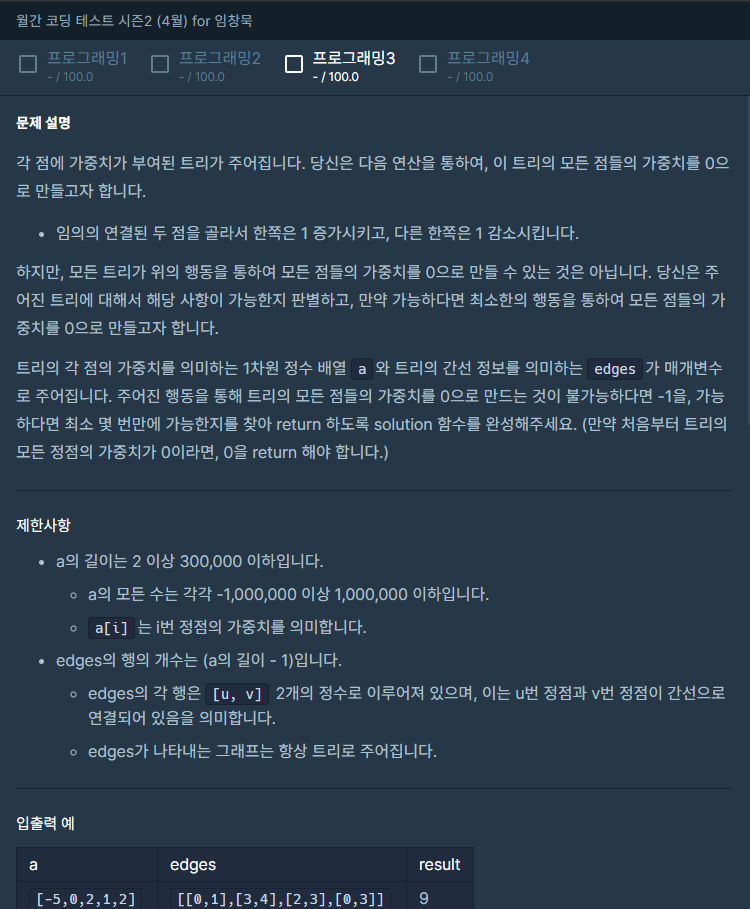 월간 코딩 테스트 시즌2 (4월) for 임창묵
프로그래밍1
- / 100.0
프로그래밍2
- / 100.0
프로그래밍3
- / 100.0
프로그래밍4
- / 100.0
문제 설명
각 점에 가중치가 부여된 트리가 주어집니다. 당신은 다음 연산을 통하여, 이 트리의 모든 점들의 가중치를 0으
로 만들고자 합니다.
• 임의의 연결된 두 점을 골라서 한쪽은 1 증가시키고, 다른 한쪽은 1 감소시킵니다.
하지만, 모든 트리가 위의 행동을 통하여 모든 점들의 가중치를 0으로 만들 수 있는 것은 아닙니다. 당신은 주
어진 트리에 대해서 해당 사항이 가능한지 판별하고, 만약 가능하다면 최소한의 행동을 통하여 모든 점들의 가
중치를 0으로 만들고자 합니다.
트리의 각 점의 가중치를 의미하는 1차원 정수 배열 a 와 트리의 간선 정보를 의미하는 edges 가 매개변수
로 주어집니다. 주어진 행동을 통해 트리의 모든 점들의 가중치를 0으로 만드는 것이 불가능하다면 -1을, 가능
하다면 최소 몇 번만에 가능한지를 찾아 return 하도록 solution 함수를 완성해주세요. (만약 처음부터 트리의
모든 정점의 가중치가 0이라면, 0을 return 해야 합니다.)
제한사항
• a의 길이는 2 이상 300,000 이하입니다.
◦ a의 모든 수는 각각 -1,000,000 이상 1,000,000 이하입니다.
◦ a[i] 는 i번 정점의 가중치를 의미합니다.
• edges의 행의 개수는 (a의 길이 - 1)입니다.
◦ edges의 각 행은 [u, v] 2개의 정수로 이루어져 있으며, 이는 u번 정점과 v번 정점이 간선으로
연결되어 있음을 의미합니다.
◦ edges가 나타내는 그래프는 항상 트리로 주어집니다.
입출력 예
a edges result
[-5,0,2,1,2] [[0,1],[3,4],[2,3],[0,3]] 9